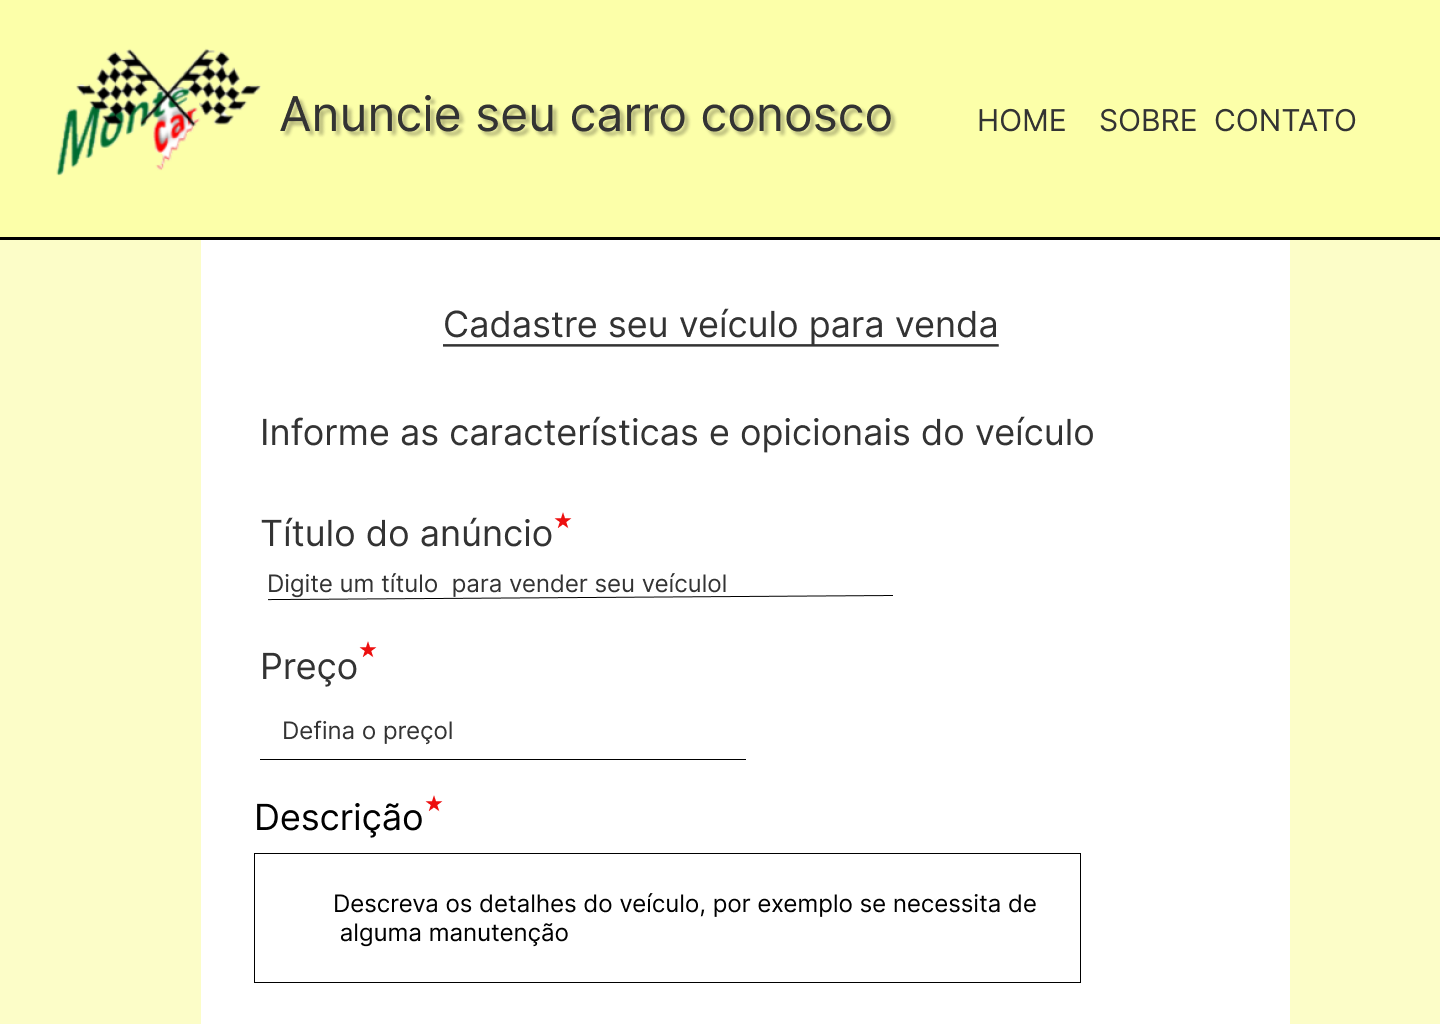 Monte
Car
Anuncie seu carro conosco
HOME SOBRE CONTATO
Cadastre seu veículo para venda
Informe as características e opicionais do veículo
Título do anúncio
Digite um título  para vender seu veículol
Preço
Defina o preçol
Descrição
Descreva os detalhes do veículo, por exemplo se necessita de
alguma manutenção